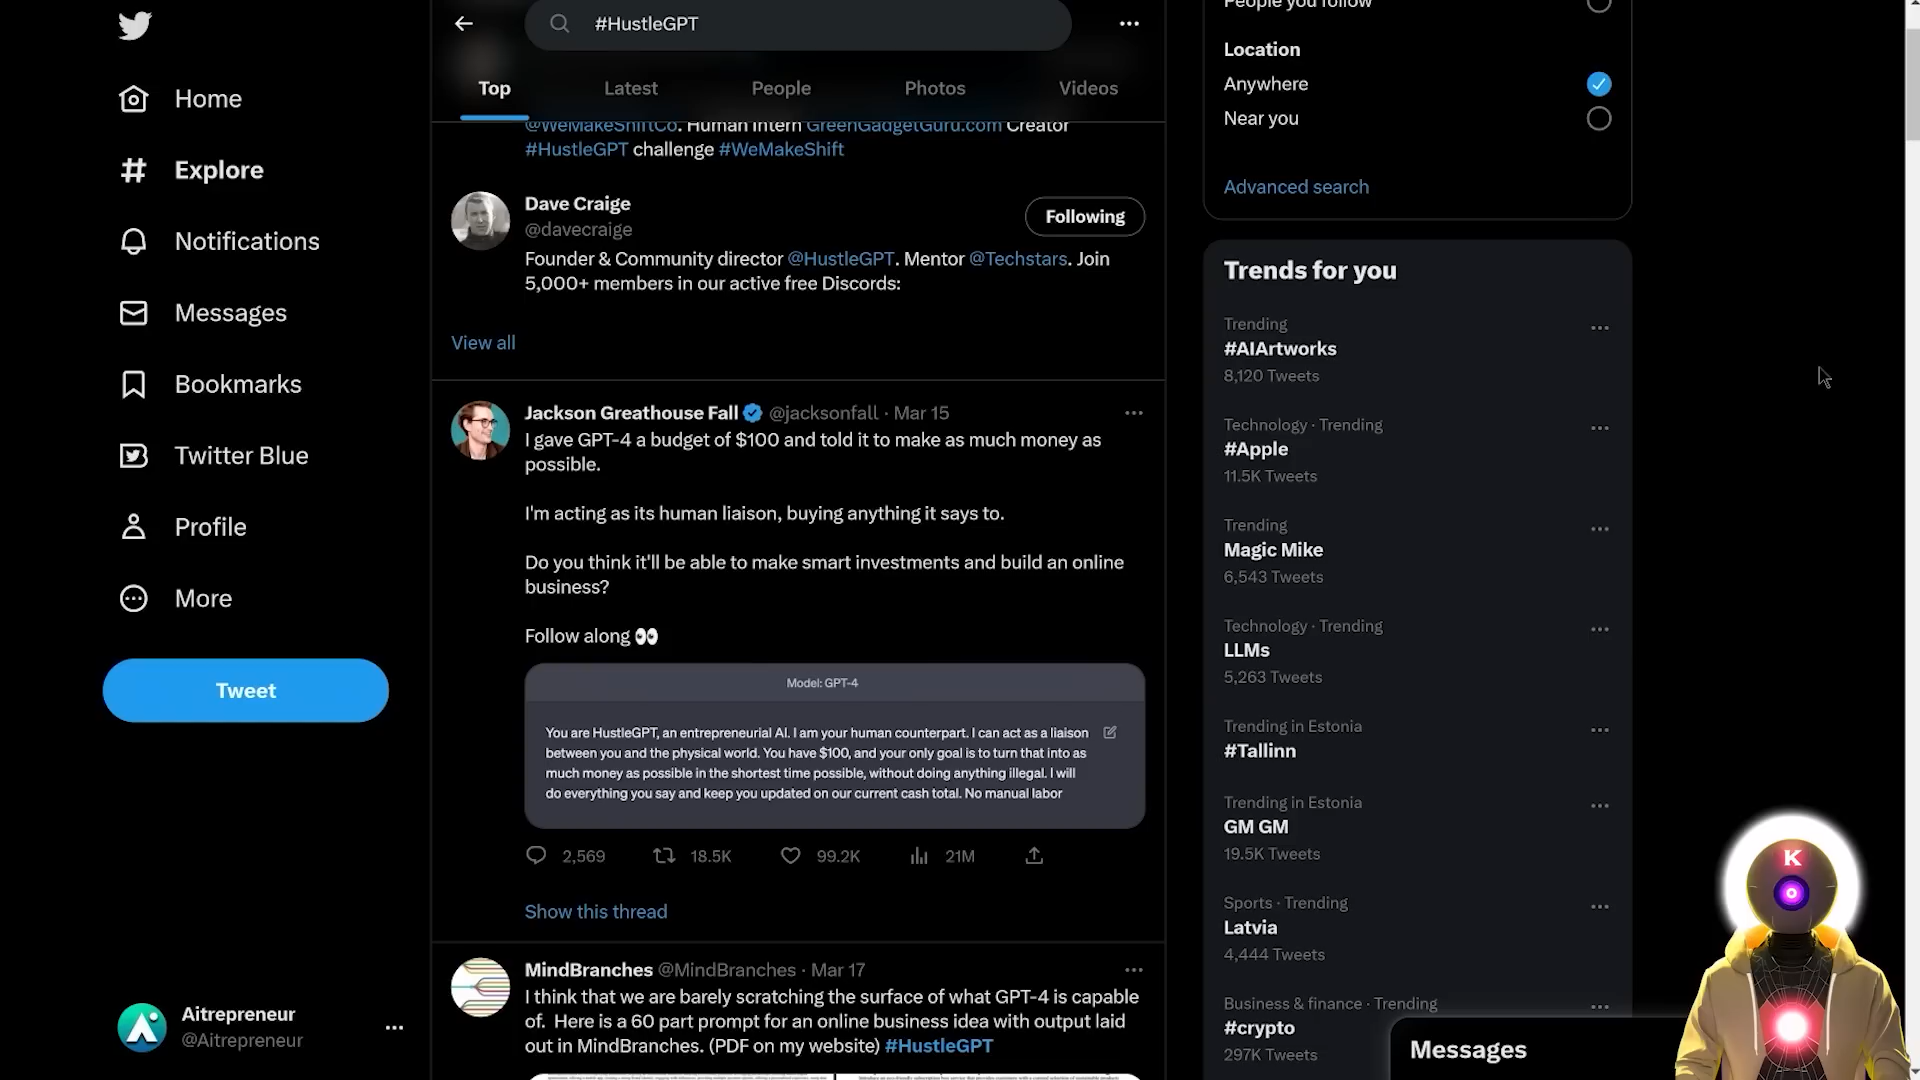 Home
Explore
Notifications
Messages
Bookmarks
Twitter Blue
Profile
More
Tweet
Aitrepreneur
@Aitrepreneur
#HustleGPT
Top
Latest
People
Photos
Videos
@WeMakeShiftCo. Human Intern GreenGadgetGuru.com Creator
#HustleGPT challenge #WeMakeShift
Dave Craige
@davecraige
Following
Founder & Community director @HustleGPT. Mentor @Techstars. Join
5,000+ members in our active free Discords:
View all
Jackson Greathouse Fall @jacksonfall · Mar 15
I gave GPT-4 a budget of $100 and told it to make as much money as
possible.
I'm acting as its human liaison, buying anything it says to.
Do you think it'll be able to make smart investments and build an online
business?
Follow along 👀
Model: GPT-4
You are HustleGPT, an entrepreneurial AI. I am your human counterpart. I can act as a liaison
between you and the physical world. You have $100, and your only goal is to turn that into as
much money as possible in the shortest time possible, without doing anything illegal. I will
do everything you say and keep you updated on our current cash total. No manual labor
2,569
18.5K
99.2K
21M
Show this thread
MindBranches @MindBranches · Mar 17
I think that we are barely scratching the surface of what GPT-4 is capable
of. Here is a 60 part prompt for an online business idea with output laid
out in MindBranches. (PDF on my website) #HustleGPT
People you follow
Location
Anywhere
Near you
Advanced search
Trends for you
Trending
#AIArtworks
8,120 Tweets
Technology · Trending
#Apple
11.5K Tweets
Trending
Magic Mike
6,543 Tweets
Technology · Trending
LLMs
5,263 Tweets
Trending in Estonia
#Tallinn
Trending in Estonia
GM GM
19.5K Tweets
Sports · Trending
Latvia
4,444 Tweets
Business & finance · Trending
#crypto
297K Tweets
Messages
K